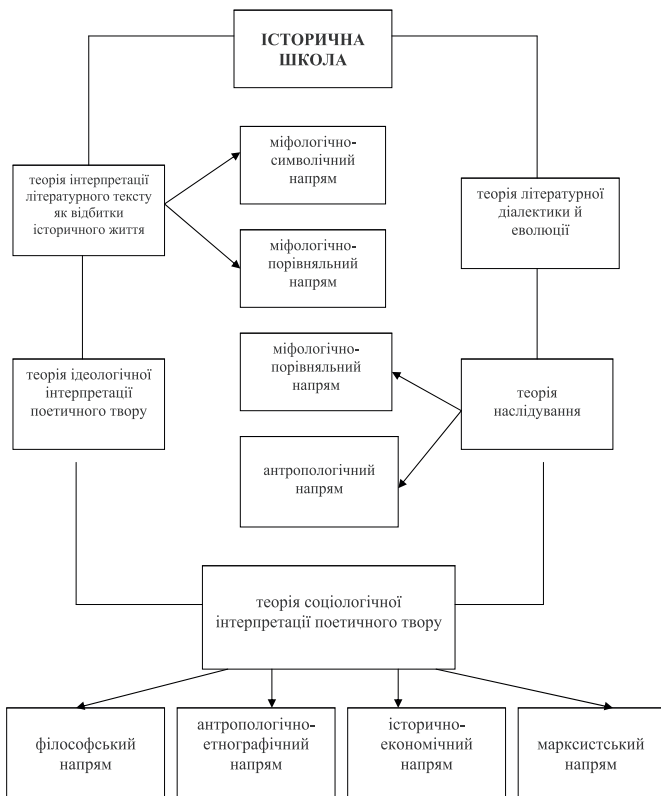 ІСТОРИЧНА
ШКОЛА
міфологічно-
символічний
напрям
теорія інтерпретації
літературного тексту
як відбитки
історичного життя
теорія літературної
діалектики й
еволюції
міфологічно-
порівняльний
напрям
теорія ідеологічної
інтерпретації
поетичного твору
міфологічно-
порівняльний
напрям
теорія
наслідування
антропологічний
напрям
теорія соціологічної
інтерпретації поетичного твору
філософський
напрям
антропологічно-
етнографічний
напрям
історично-
економічний
напрям
марксистський
напрям